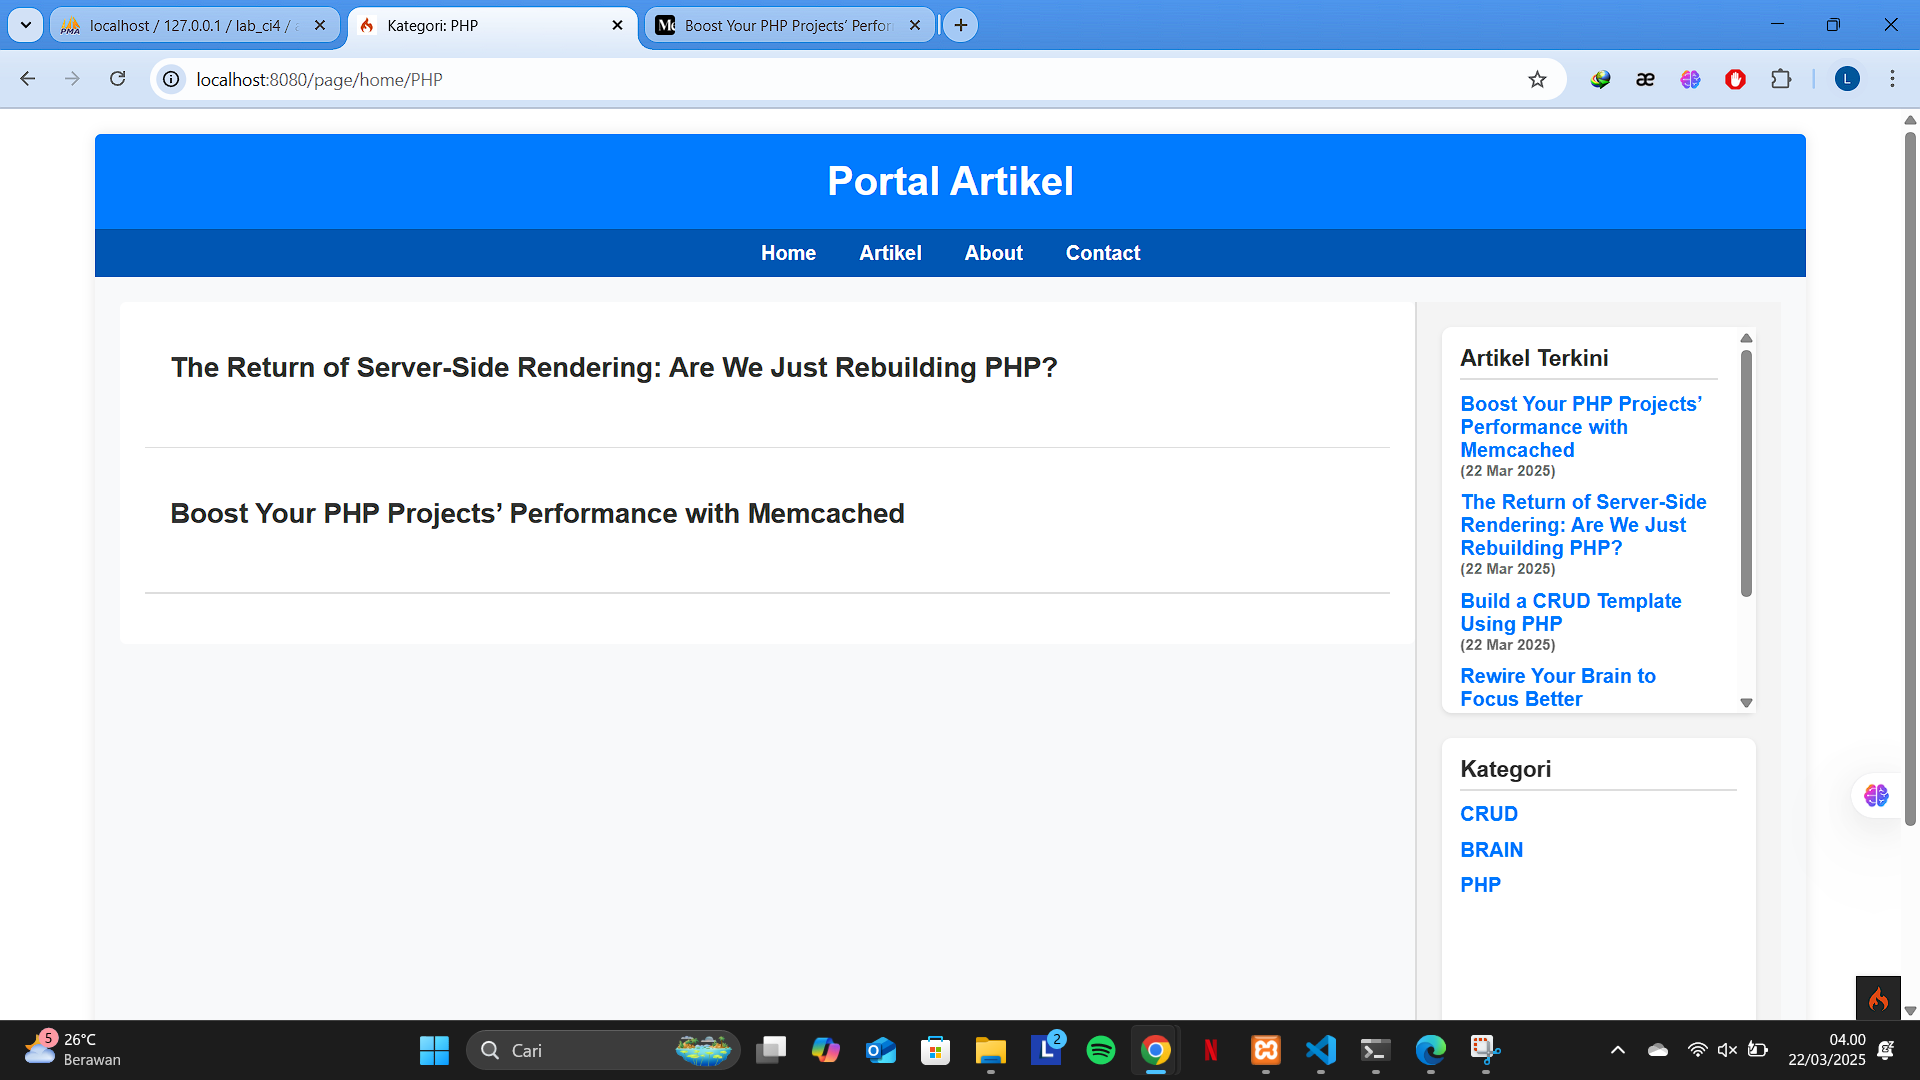 localhost / 127.0.0.1 / lab_ci4 /
Kategori: PHP
Boost Your PHP Projects’ Perfor
localhost:8080/page/home/PHP
L
Portal Artikel
Home
Artikel
About
Contact
The Return of Server-Side Rendering: Are We Just Rebuilding PHP?
Boost Your PHP Projects’ Performance with Memcached
Artikel Terkini
Boost Your PHP Projects’
Performance with
Memcached
(22 Mar 2025)
The Return of Server-Side
Rendering: Are We Just
Rebuilding PHP?
(22 Mar 2025)
Build a CRUD Template
Using PHP
(22 Mar 2025)
Rewire Your Brain to
Focus Better
Kategori
CRUD
BRAIN
PHP
5
26°C
Berawan
Cari
2
04.00
22/03/2025